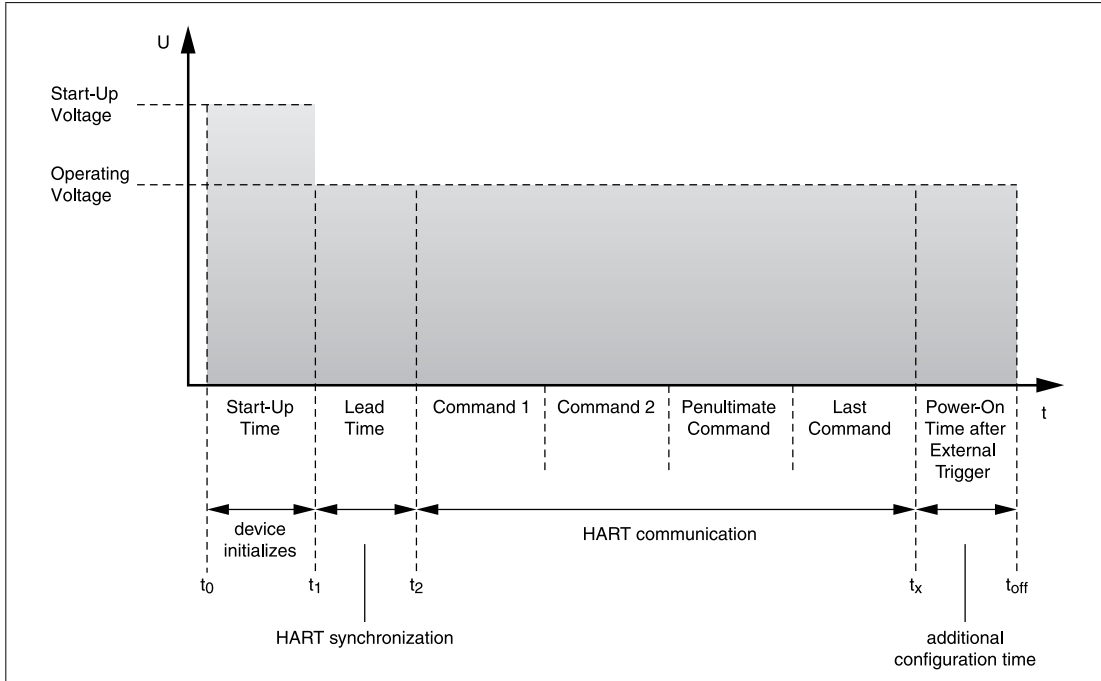 U
Start-Up
Voltage
Operating
Voltage
Start-Up
Time
Lead
Time
Command 1
Command 2
Penultimate
Command
Last
Command
Power-On
Time after
External
Trigger
t
device
initializes
HART communication
t0
t1
t2
tx
toff
HART synchronization
additional
configuration time